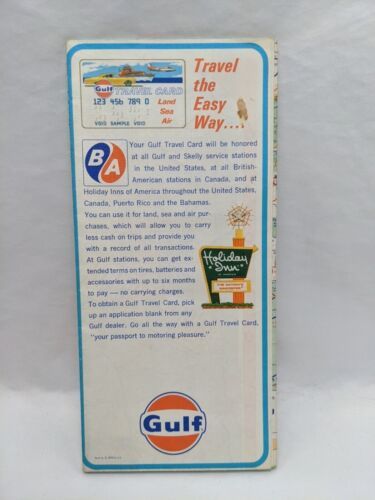 Travel
the
Easy
Way....
Gulf TRAVEL CARD
123 456 789 0
Land
Sea
Air
VOID SAMPLE VOID
BA
Your Gulf Travel Card will be honored
at all Gulf and Skelly service stations
in the United States, at all British-
American stations in Canada, and at
Holiday Inns of America throughout the United States,
Canada, Puerto Rico and the Bahamas.
You can use it for land, sea and air pur-
chases, which will allow you to carry
less cash on trips and provide you
with a record of all transactions.
At Gulf stations, you can get ex-
tended terms on tires, batteries and
accessories with up to six months
to pay — no carrying charges.
To obtain a Gulf Travel Card, pick
up an application blank from any
Gulf dealer. Go all the way with a Gulf Travel Card,
"your passport to motoring pleasure."
Holiday
Inn
Gulf